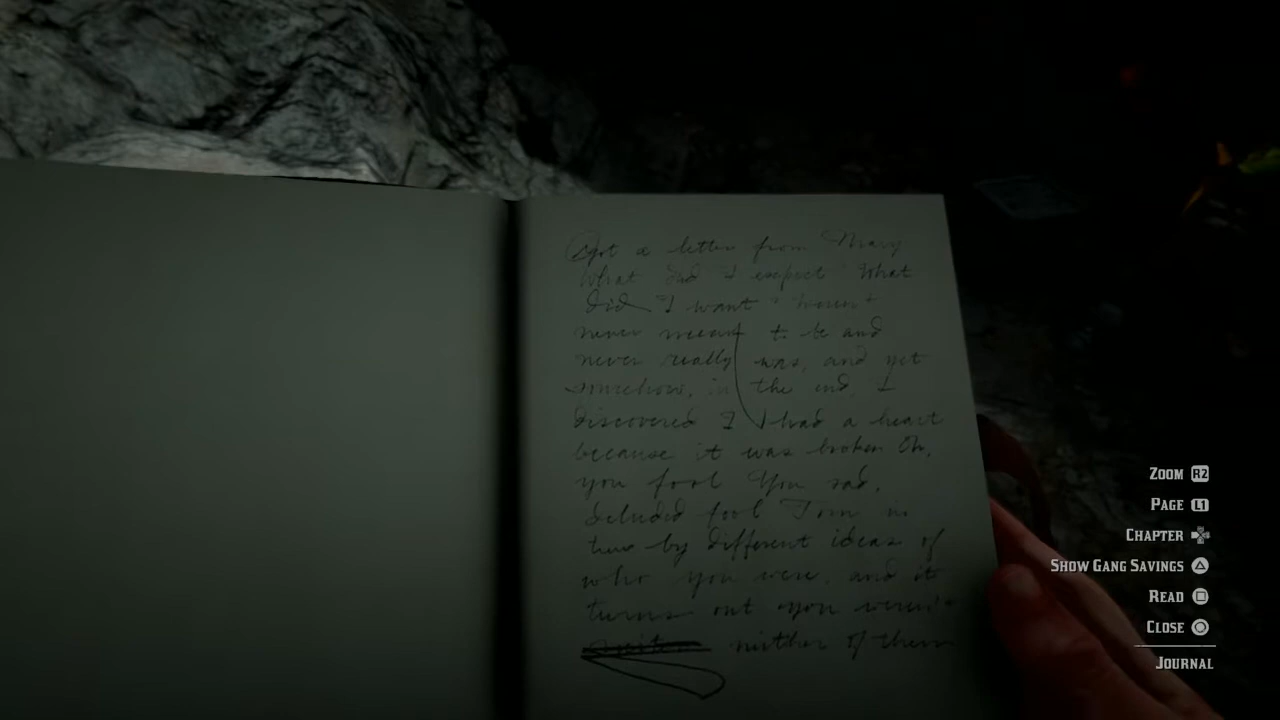 Got a letter from Mary
What did I expect What
did I want
never meant to be and
never really was, and yet
somehow, in the end, I
discovered I had a heart
because it was broken Oh,
you fool You sad,
deluded fool Torn in
two by different ideas of
who you were, and it
turns out you weren't
neither of them
ZOOM R2
PAGE L1
CHAPTER
SHOW GANG SAVINGS
READ
CLOSE
JOURNAL